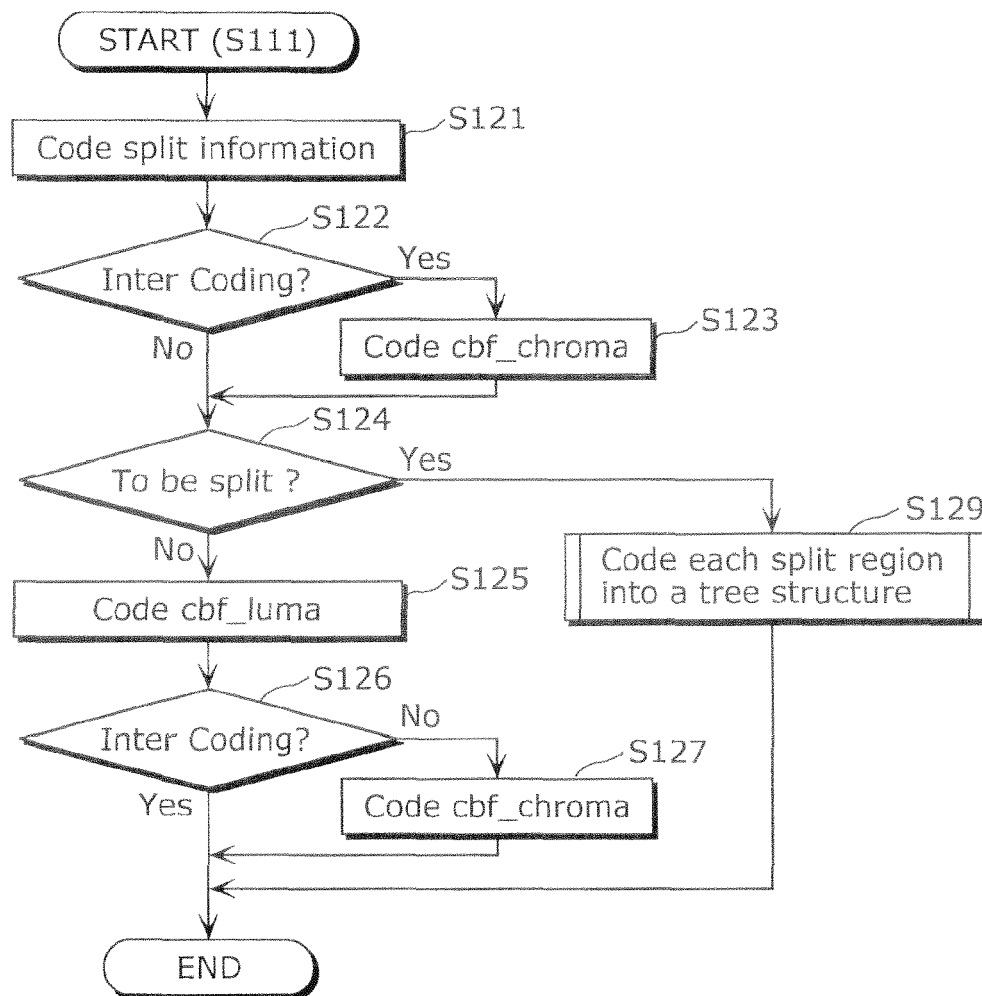 START (S111)
S121
Code split information
S122
Inter Coding?
Yes
No
S123
Code cbf_chroma
S124
To be split ?
Yes
No
S129
Code each split region
into a tree structure
S125
Code cbf_luma
S126
Inter Coding?
No
Yes
S127
Code cbf_chroma
END